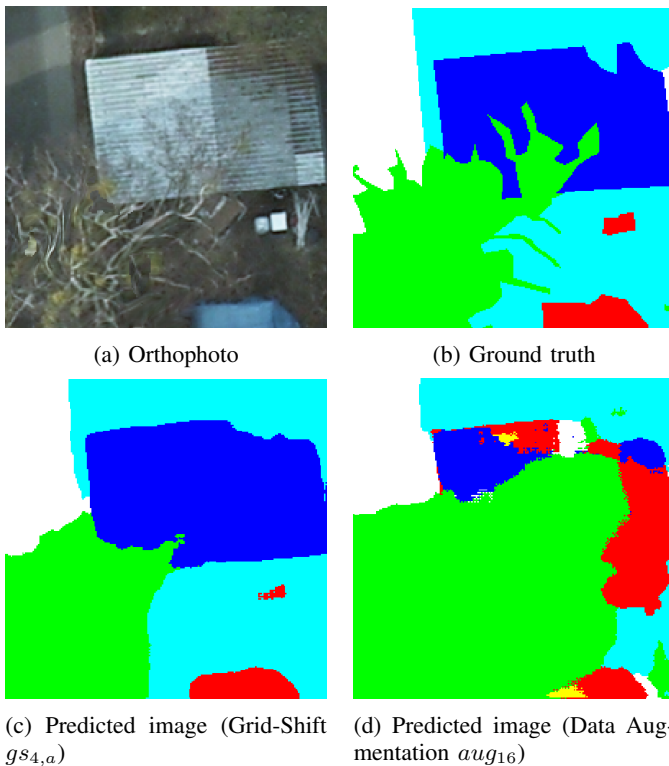 (a) Orthophoto
(b) Ground truth
(c) Predicted image (Grid-Shift
gs4,a)
(d) Predicted image (Data Aug-
mentation aug16)